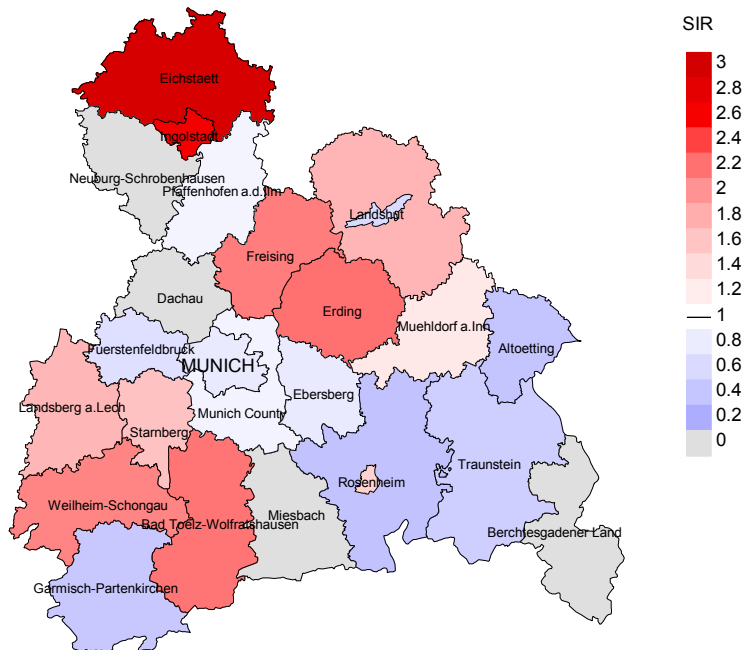 SIR
3
2.8
2.6
2.4
2.2
2
1.8
1.6
1.4
1.2
1
0.8
0.6
0.4
0.2
0
Eichstaett
Ingolstadt
Neuburg-Schrobenhausen
Pfaffenhofen a.d.Ilm
Landshut
Freising
Dachau
Erding
Muehldorf a.Inn
Altoetting
Fuerstenfeldbruck
MUNICH
Ebersberg
Landsberg a.Lech
Munich County
Starnberg
Traunstein
Rosenheim
Weilheim-Schongau
Miesbach
Bad Toelz-Wolfratshausen
Berchtesgadener Land
Garmisch-Partenkirchen